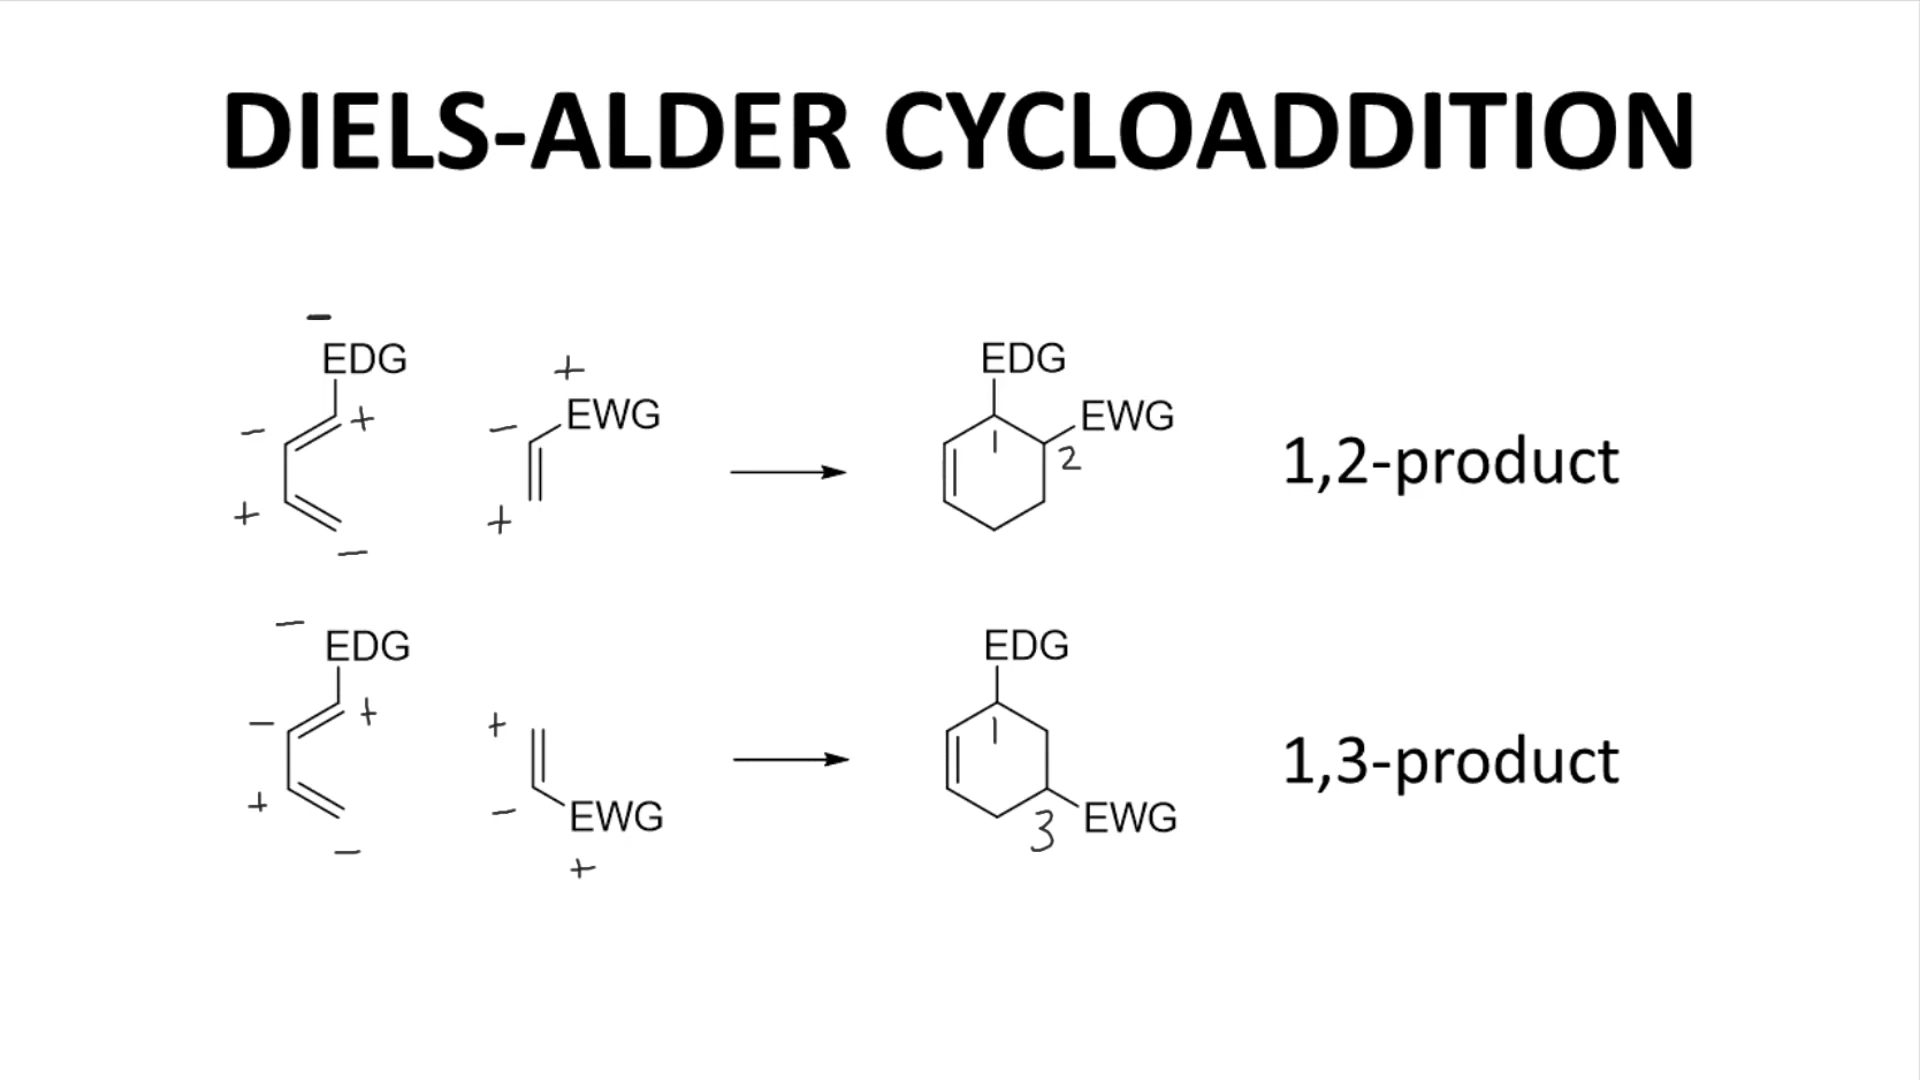 DIELS-ALDER CYCLOADDITION
−
EDG
− +
+ −
+
EWG
−
+
EDG
EWG
1
2
1,2-product
−
EDG
− +
+ −
+
−
EWG
+
EDG
1
3
EWG
1,3-product